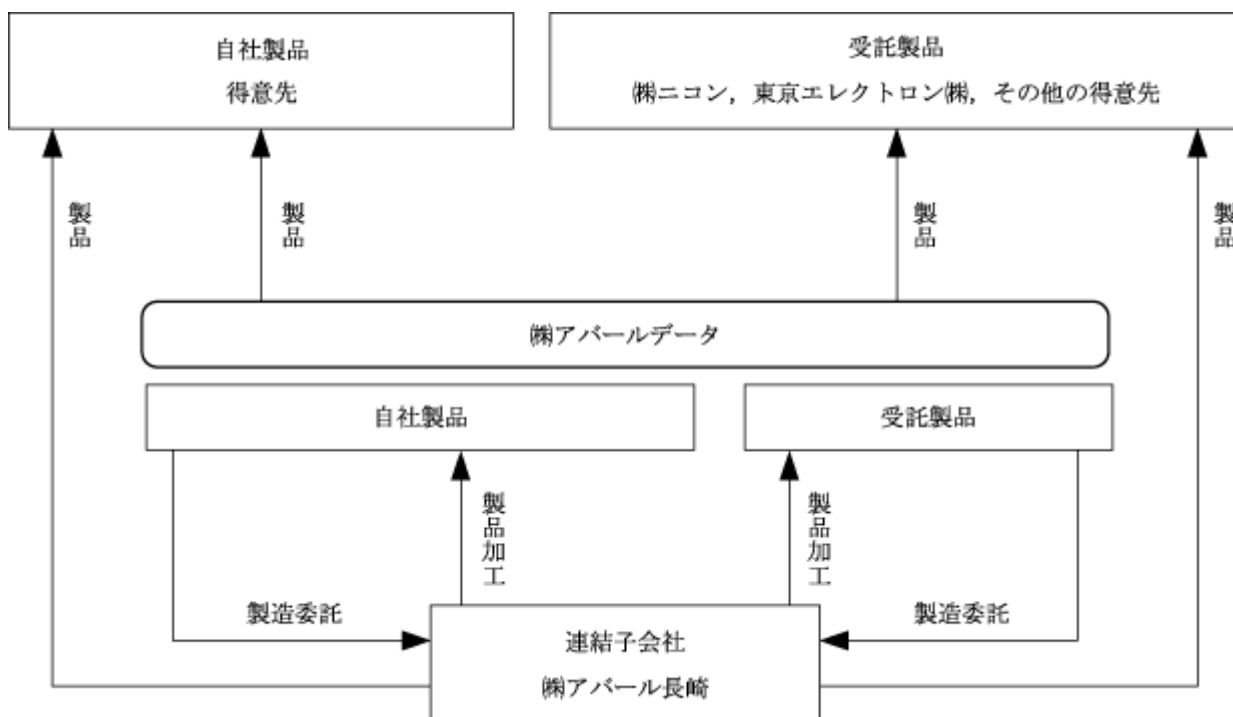 自社製品
得意先
受託製品
㈱ニコン，東京エレクトロン㈱，その他の得意先
製品
製品
製品
製品
㈱アバールデータ
自社製品
受託製品
製品加工
製品加工
製造委託
製造委託
連結子会社
㈱アバール長崎